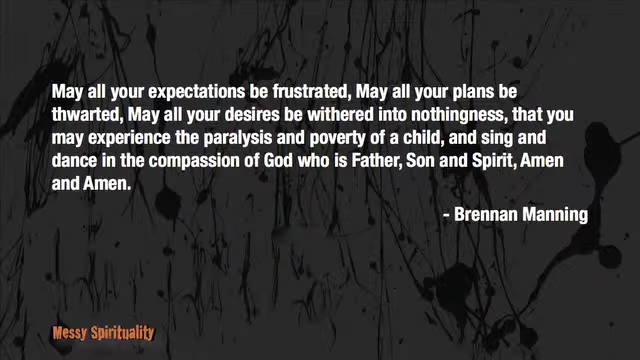 May all your expectations be frustrated, May all your plans be
thwarted, May all your desires be withered into nothingness, that you
may experience the paralysis and poverty of a child, and sing and
dance in the compassion of God who is Father, Son and Spirit, Amen
and Amen.
- Brennan Manning
Messy Spirituality